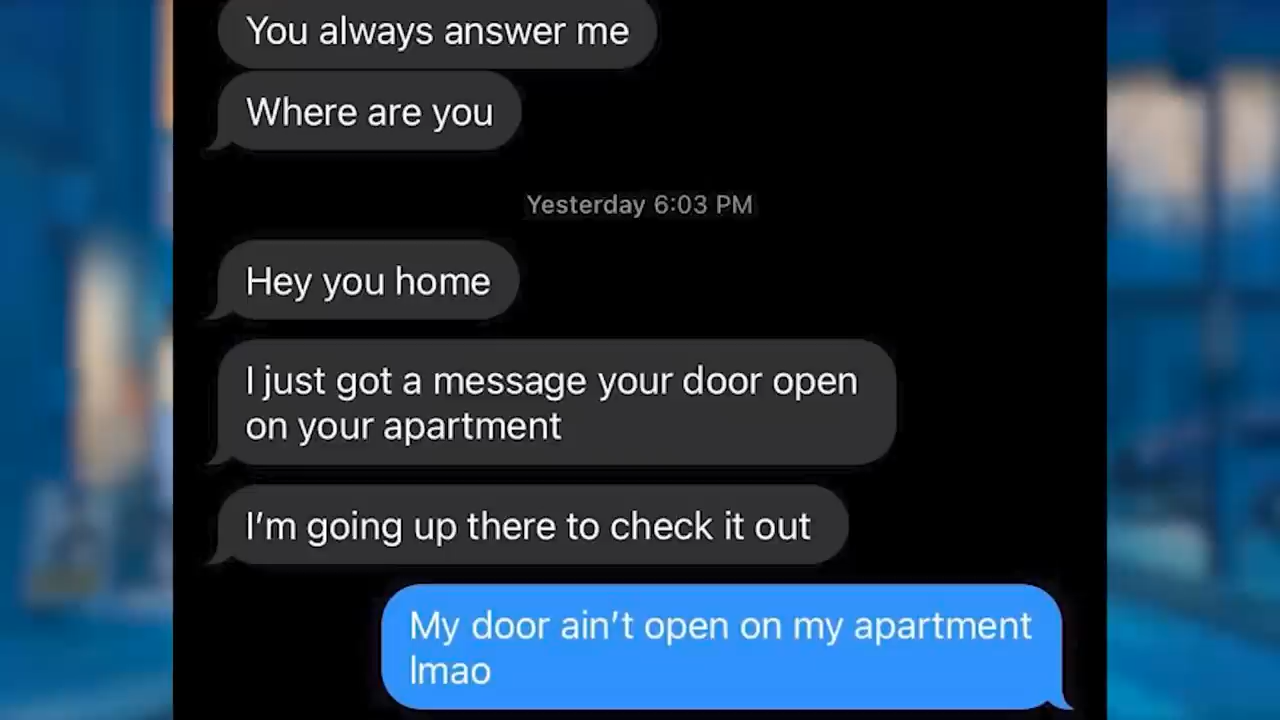 You always answer me
Where are you
Yesterday 6:03 PM
Hey you home
I just got a message your door open
on your apartment
I'm going up there to check it out
My door ain't open on my apartment
lmao